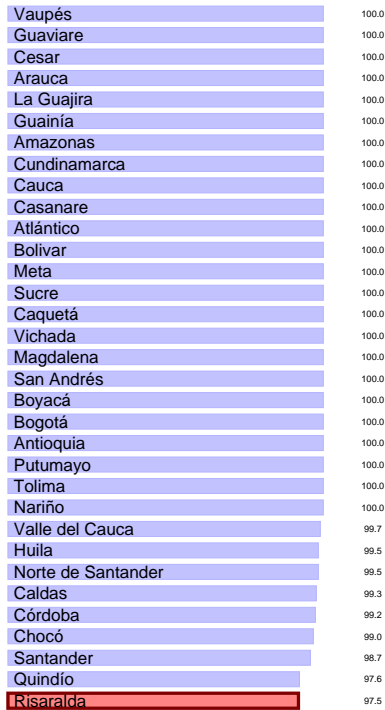 Vaupés 100.0
Guaviare 100.0
Cesar 100.0
Arauca 100.0
La Guajira 100.0
Guainía 100.0
Amazonas 100.0
Cundinamarca 100.0
Cauca 100.0
Casanare 100.0
Atlántico 100.0
Bolivar 100.0
Meta 100.0
Sucre 100.0
Caquetá 100.0
Vichada 100.0
Magdalena 100.0
San Andrés 100.0
Boyacá 100.0
Bogotá 100.0
Antioquia 100.0
Putumayo 100.0
Tolima 100.0
Nariño 100.0
Valle del Cauca 99.7
Huila 99.5
Norte de Santander 99.5
Caldas 99.3
Córdoba 99.2
Chocó 99.0
Santander 98.7
Quindío 97.6
Risaralda 97.5